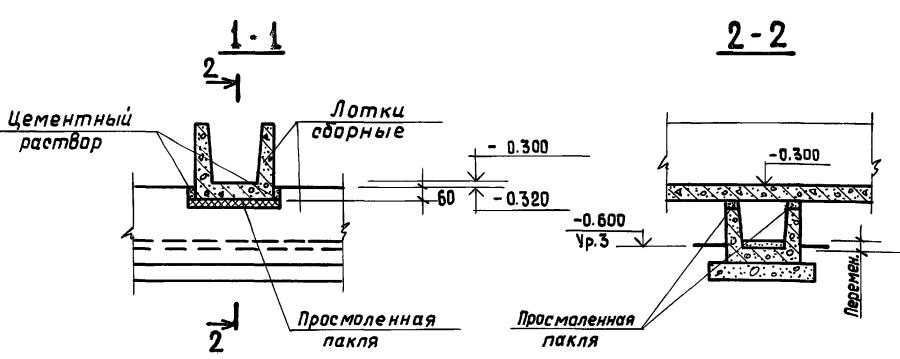 1-1
2
Цементный
раствор
Лотки
сборные
-0.300
60
-0.320
Просмоленная
пакля
2
2-2
-0.300
-0.600
Ур.3
Перемен.
Просмоленная
пакля